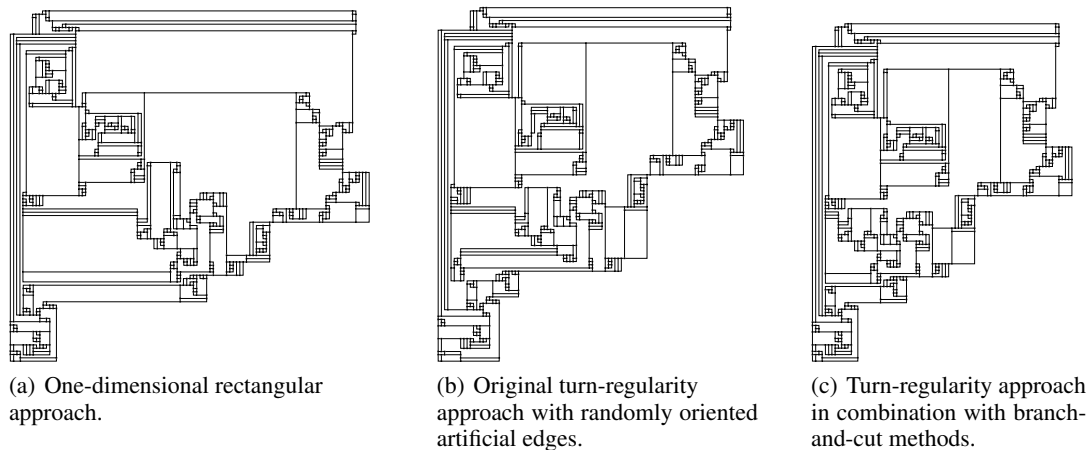 (a) One-dimensional rectangular
approach.
(b) Original turn-regularity
approach with randomly oriented
artificial edges.
(c) Turn-regularity approach
in combination with branch-
and-cut methods.